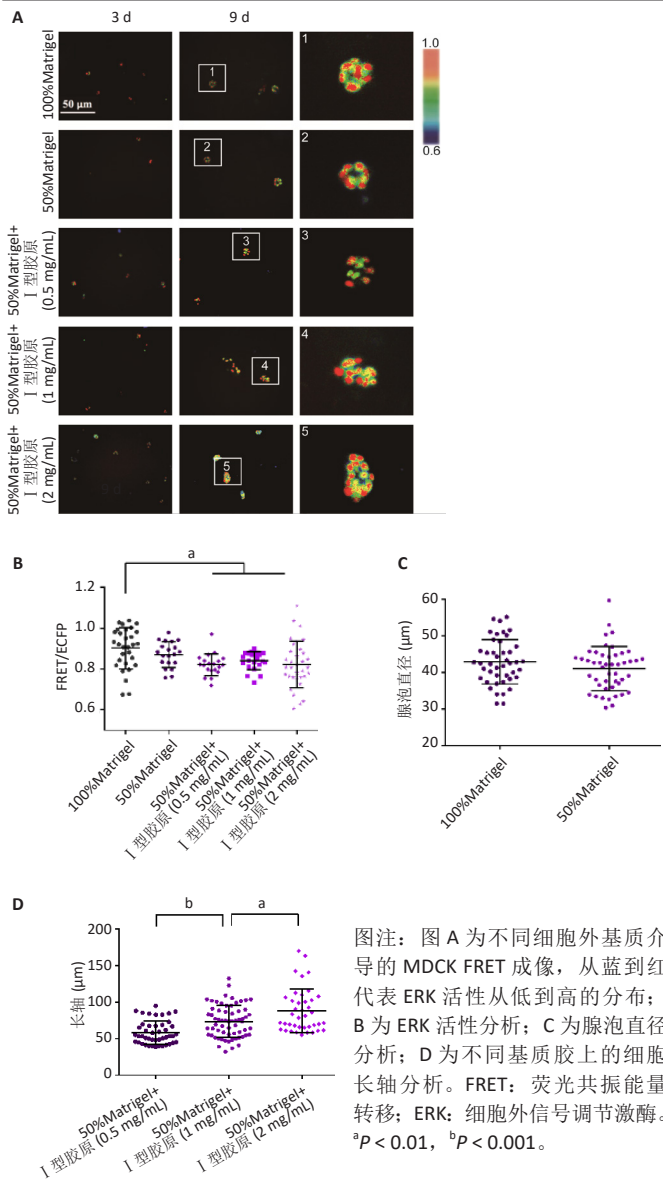 A
3 d
9 d
100%Matrigel
50 μm
1
1
1.0
0.6
50%Matrigel
2
2
50%Matrigel+
Ⅰ 型胶原
(0.5 mg/mL)
3
3
50%Matrigel+
Ⅰ 型胶原
(1 mg/mL)
4
4
50%Matrigel+
Ⅰ 型胶原
(2 mg/mL)
5
5
B
a
FRET/ECFP
1.2
1.0
0.8
0.6
100%Matrigel
50%Matrigel
50%Matrigel+
Ⅰ 型胶原 (0.5 mg/mL)
50%Matrigel+
Ⅰ 型胶原 (1 mg/mL)
50%Matrigel+
Ⅰ 型胶原 (2 mg/mL)
C
腺泡直径 (μm)
60
50
40
30
20
100%Matrigel
50%Matrigel
D
b
a
长轴 (μm)
200
150
100
50
0
50%Matrigel+
Ⅰ 型胶原 (0.5 mg/mL)
50%Matrigel+
Ⅰ 型胶原 (1 mg/mL)
50%Matrigel+
Ⅰ 型胶原 (2 mg/mL)
图注：图 A 为不同细胞外基质介
导的 MDCK FRET 成像，从蓝到红
代表 ERK 活性从低到高的分布；
B 为 ERK 活性分析；C 为腺泡直径
分析；D 为不同基质胶上的细胞
长轴分析。FRET：荧光共振能量
转移；ERK：细胞外信号调节激酶。
ᵃP < 0.01，ᵇP < 0.001。